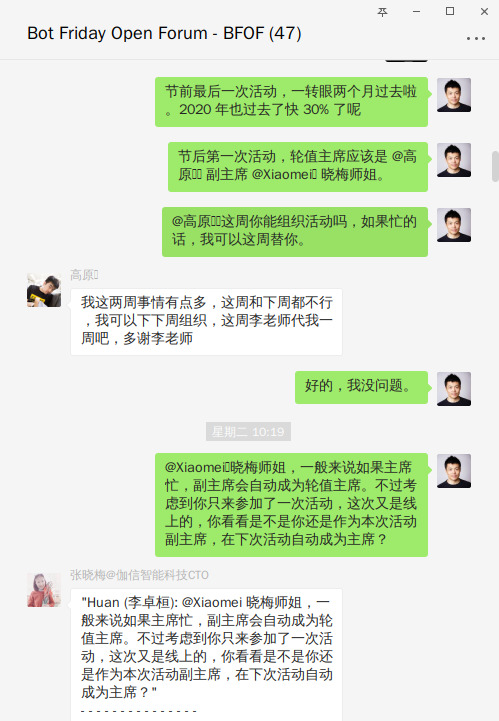 Bot Friday Open Forum - BFOF (47)
节前最后一次活动，一转眼两个月过去啦
。2020 年也过去了快 30% 了呢
节后第一次活动，轮值主席应该是 @高
原 副主席 @Xiaomei 晓梅师姐。
@高原这周你能组织活动吗，如果忙的
话，我可以这周替你。
高原
我这两周事情有点多，这周和下周都不行
，我可以下下周组织，这周李老师代我一
周吧，多谢李老师
好的，我没问题。
星期二 10:19
@Xiaomei晓梅师姐，一般来说如果主席
忙，副主席会自动成为轮值主席。不过考
虑到你只来参加了一次活动，这次又是线
上的，你看看是不是你还是作为本次活动
副主席，在下次活动自动成为主席？
张晓梅@伽信智能科技CTO
"Huan (李卓桓): @Xiaomei 晓梅师姐，一
般来说如果主席忙，副主席会自动成为轮
值主席。不过考虑到你只来参加了一次活
动，这次又是线上的，你看看是不是你还
是作为本次活动副主席，在下次活动自动
成为主席？"
- - - - - - - - - - - - - - -